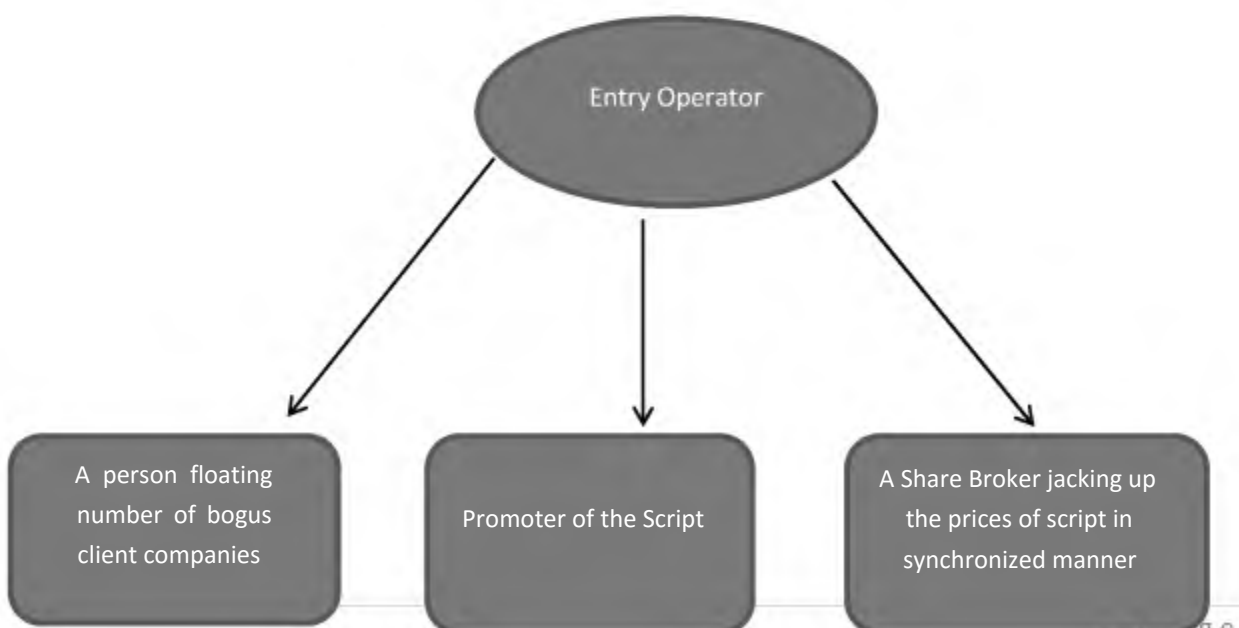 Entry Operator
A person floating
number of bogus
client companies
Promoter of the Script
A Share Broker jacking up
the prices of script in
synchronized manner